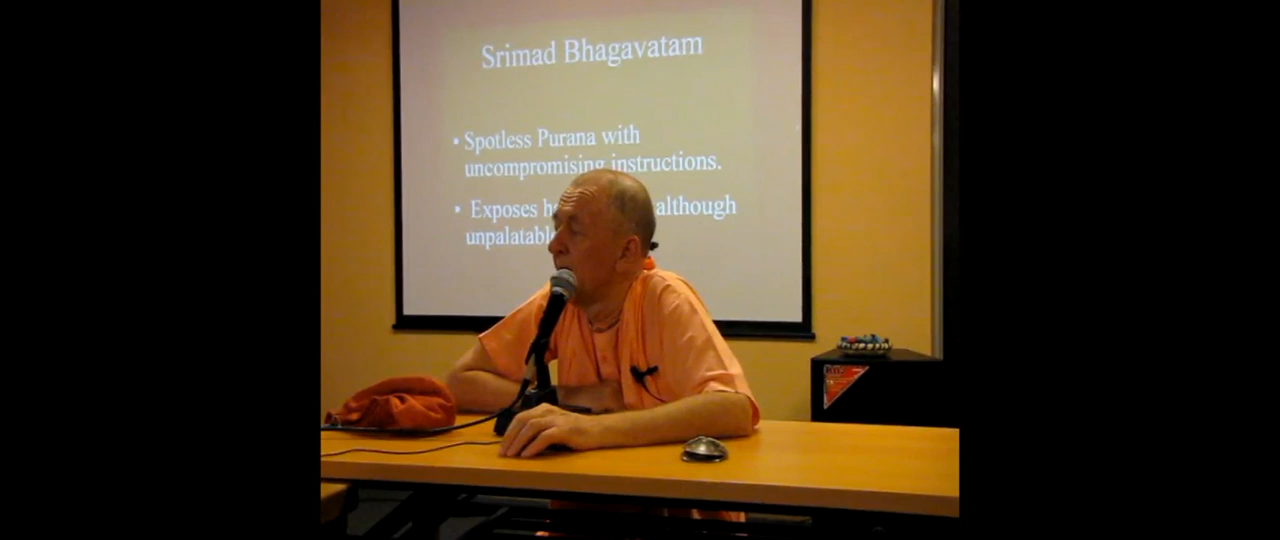 Srimad Bhagavatam
• Spotless Purana with
uncompromising instructions.
• Exposes although